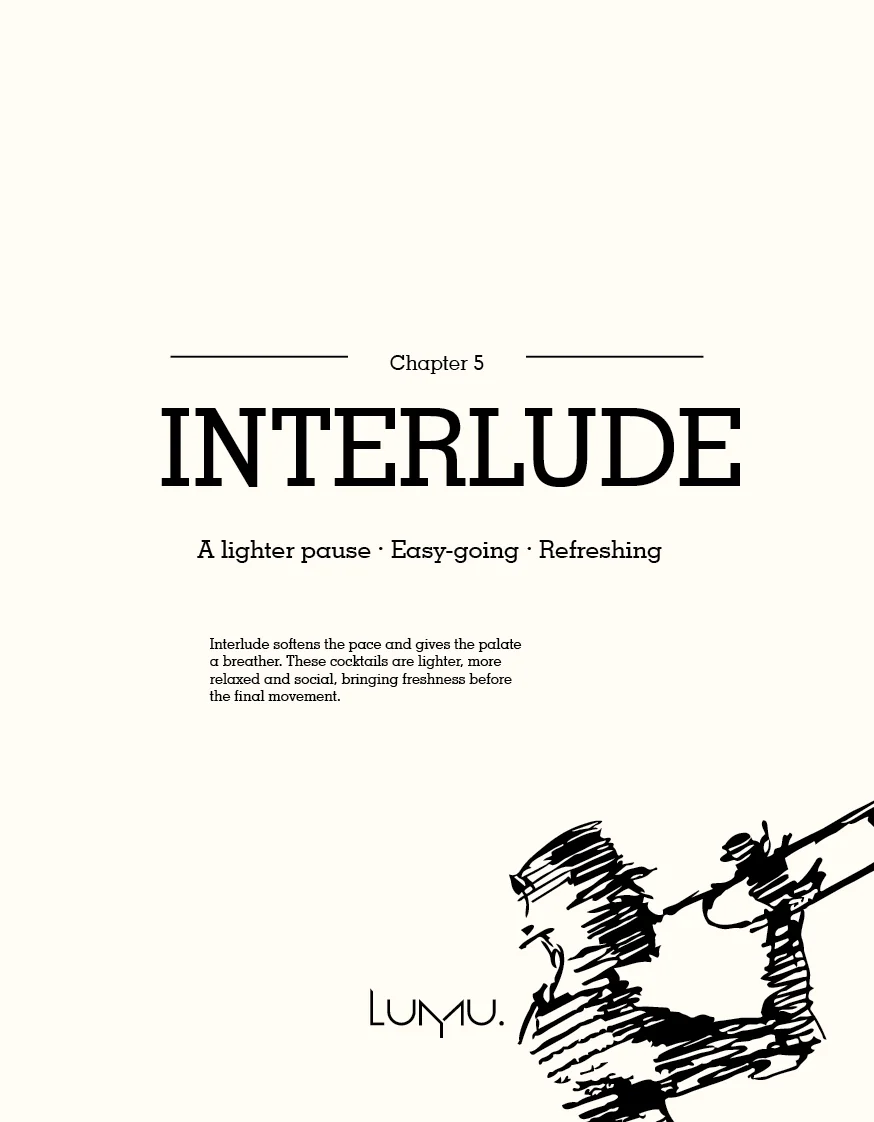 Chapter 5
INTERLUDE
A lighter pause · Easy-going · Refreshing
Interlude softens the pace and gives the palate
a breather. These cocktails are lighter, more
relaxed and social, bringing freshness before
the final movement.
LUMU.